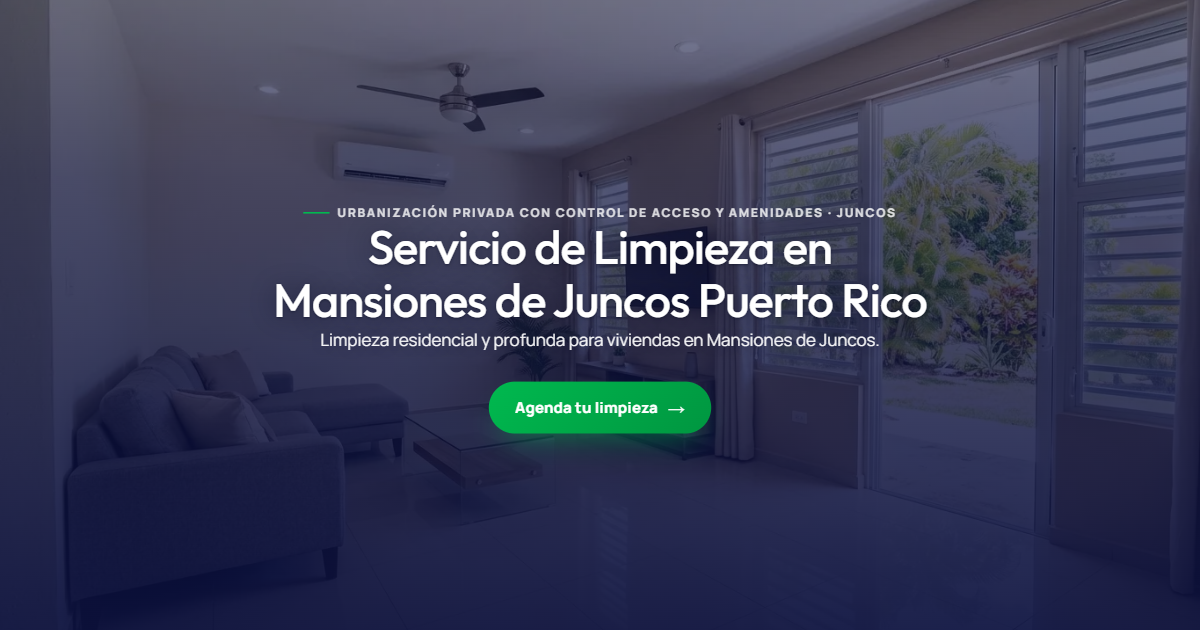 URBANIZACIÓN PRIVADA CON CONTROL DE ACCESO Y AMENIDADES · JUNCOS
Servicio de Limpieza en
Mansiones de Juncos Puerto Rico
Limpieza residencial y profunda para viviendas en Mansiones de Juncos.
Agenda tu limpieza →